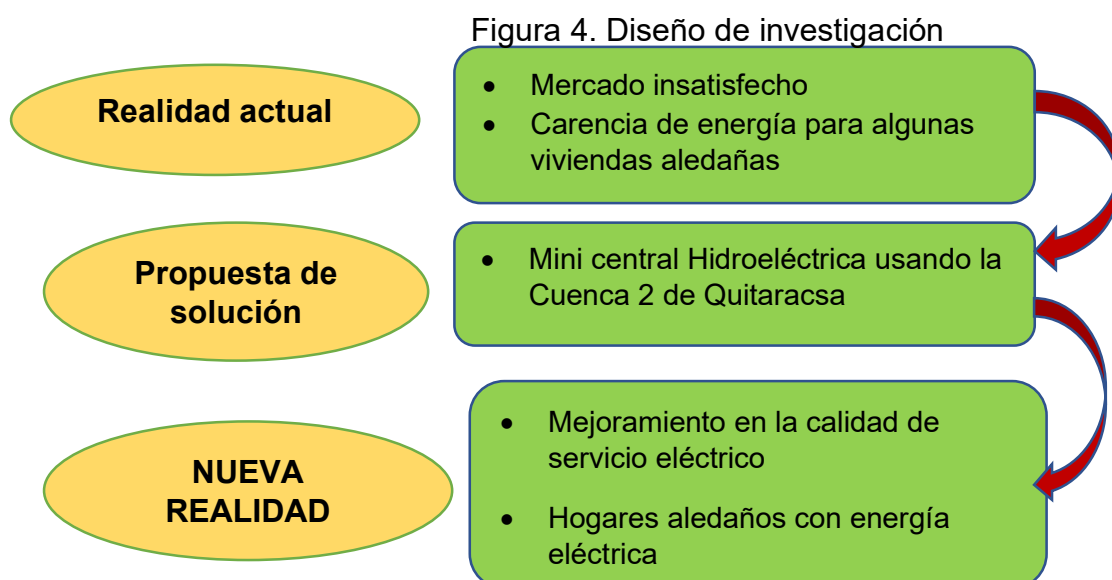 Figura 4. Diseño de investigación
Realidad actual
• Mercado insatisfecho
• Carencia de energía para algunas
viviendas aledañas
Propuesta de
solución
• Mini central Hidroeléctrica usando la
Cuenca 2 de Quitaracsa
NUEVA
REALIDAD
• Mejoramiento en la calidad de
servicio eléctrico
• Hogares aledaños con energía
eléctrica